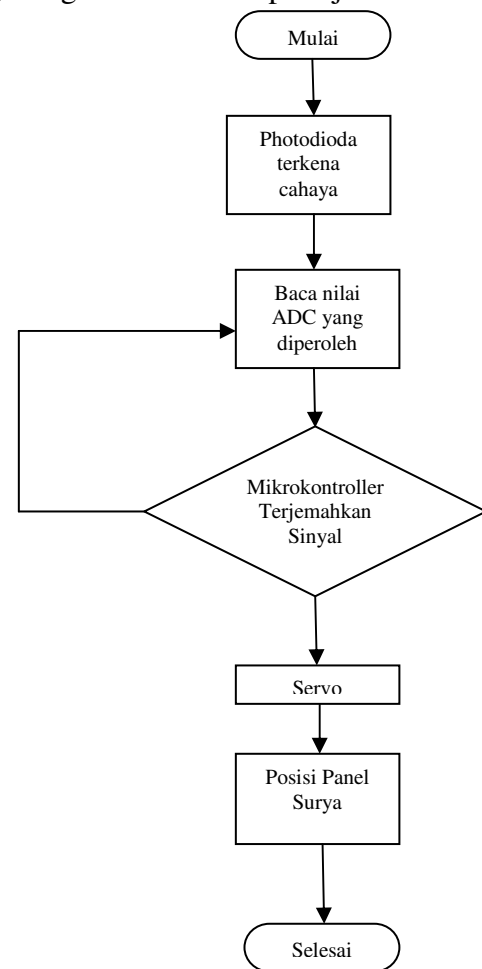 Mulai
Photodioda
terkena
cahaya
Baca nilai
ADC yang
diperoleh
Mikrokontroller
Terjemahkan
Sinyal
Servo
Posisi Panel
Surya
Selesai